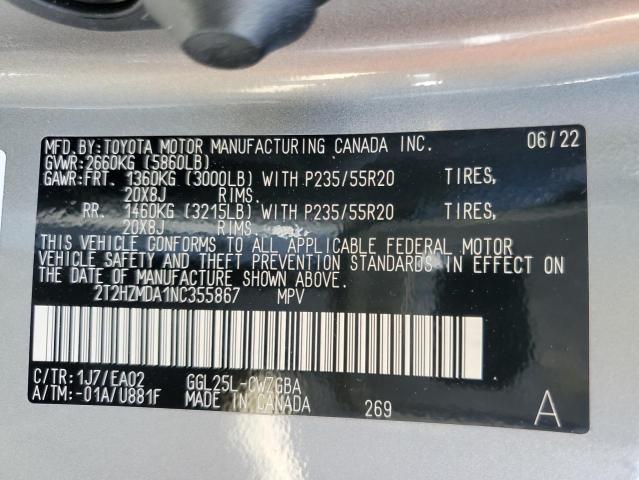 MFD.BY:TOYOTA MOTOR MANUFACTURING CANADA INC. 06/22
GVWR:2660KG (5860LB)
GAWR:FRT. 1360KG (3000LB) WITH P235/55R20 TIRES,
20X8J RIMS.
RR. 1460KG (3215LB) WITH P235/55R20 TIRES,
20X8J RIMS.
THIS VEHICLE CONFORMS TO ALL APPLICABLE FEDERAL MOTOR
VEHICLE SAFETY AND THEFT PREVENTION STANDARDS IN EFFECT ON
THE DATE OF MANUFACTURE SHOWN ABOVE.
2T2HZMDA1NC355867 MPV
C/TR:1J7/EA02 GGL25L-CWZGBA
A/TM:-01A/U881F MADE IN CANADA 269 A